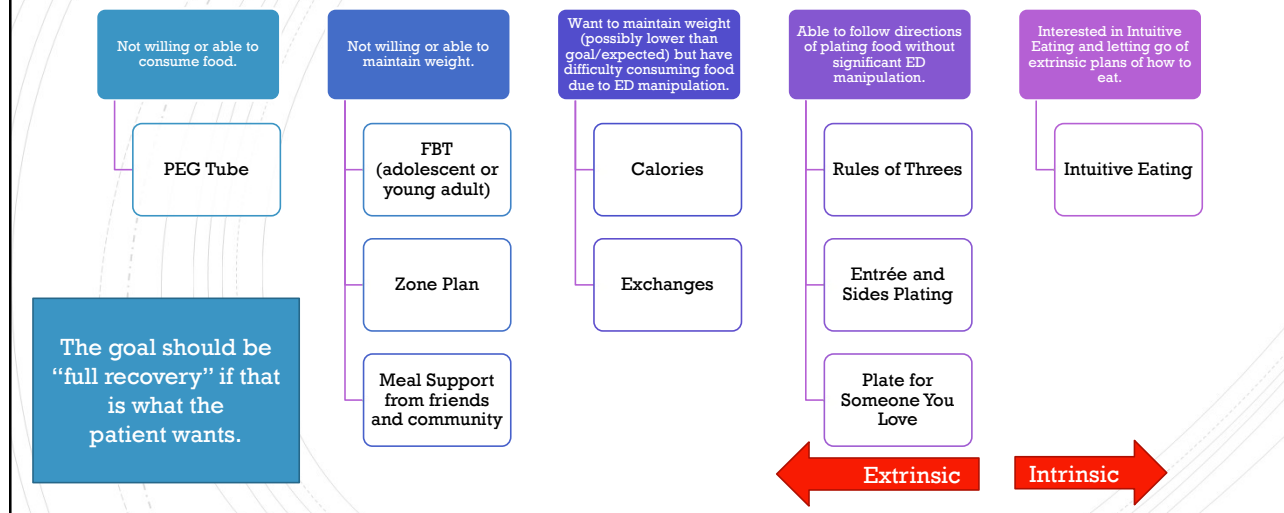 Not willing or able to
consume food.
PEG Tube
Not willing or able to
maintain weight.
FBT
(adolescent or
young adult)
Zone Plan
Meal Support
from friends
and community
Want to maintain weight
(possibly lower than
goal/expected) but have
difficulty consuming food
due to ED manipulation.
Calories
Exchanges
Able to follow directions
of plating food without
significant ED
manipulation.
Rules of Threes
Entrée and
Sides Plating
Plate for
Someone You
Love
Interested in Intuitive
Eating and letting go of
extrinsic plans of how to
eat.
Intuitive Eating
The goal should be
“full recovery” if that
is what the
patient wants.
Extrinsic
Intrinsic